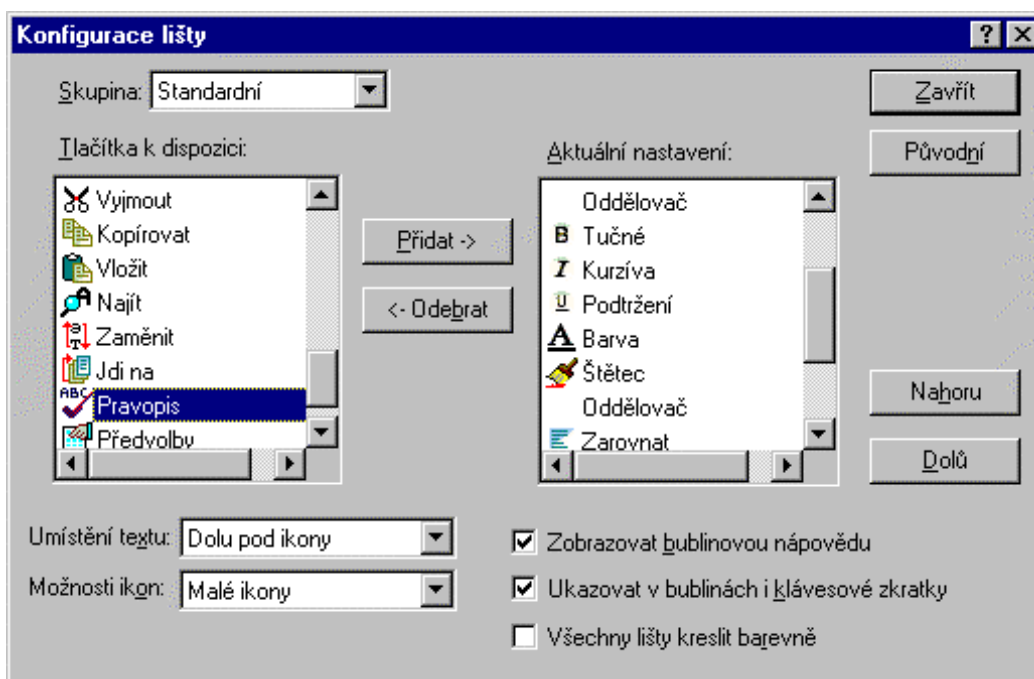 Konfigurace lišty
Skupina: Standardní
Zavřít
Tlačítka k dispozici:
Aktuální nastavení:
Původní
Vyjmout
Kopírovat
Vložit
Najít
Zaměnit
Jdi na
ABC
Pravopis
Předvolby
Přidat ->
<- Odebrat
Oddělovač
B Tučné
I Kurzíva
U Podtržení
A Barva
Štětec
Oddělovač
Zarovnat
Nahoru
Dolů
Umístění textu: Dolu pod ikony
Možnosti ikon: Malé ikony
Zobrazovat bublinovou nápovědu
Ukazovat v bublinách i klávesové zkratky
Všechny lišty kreslit barevně